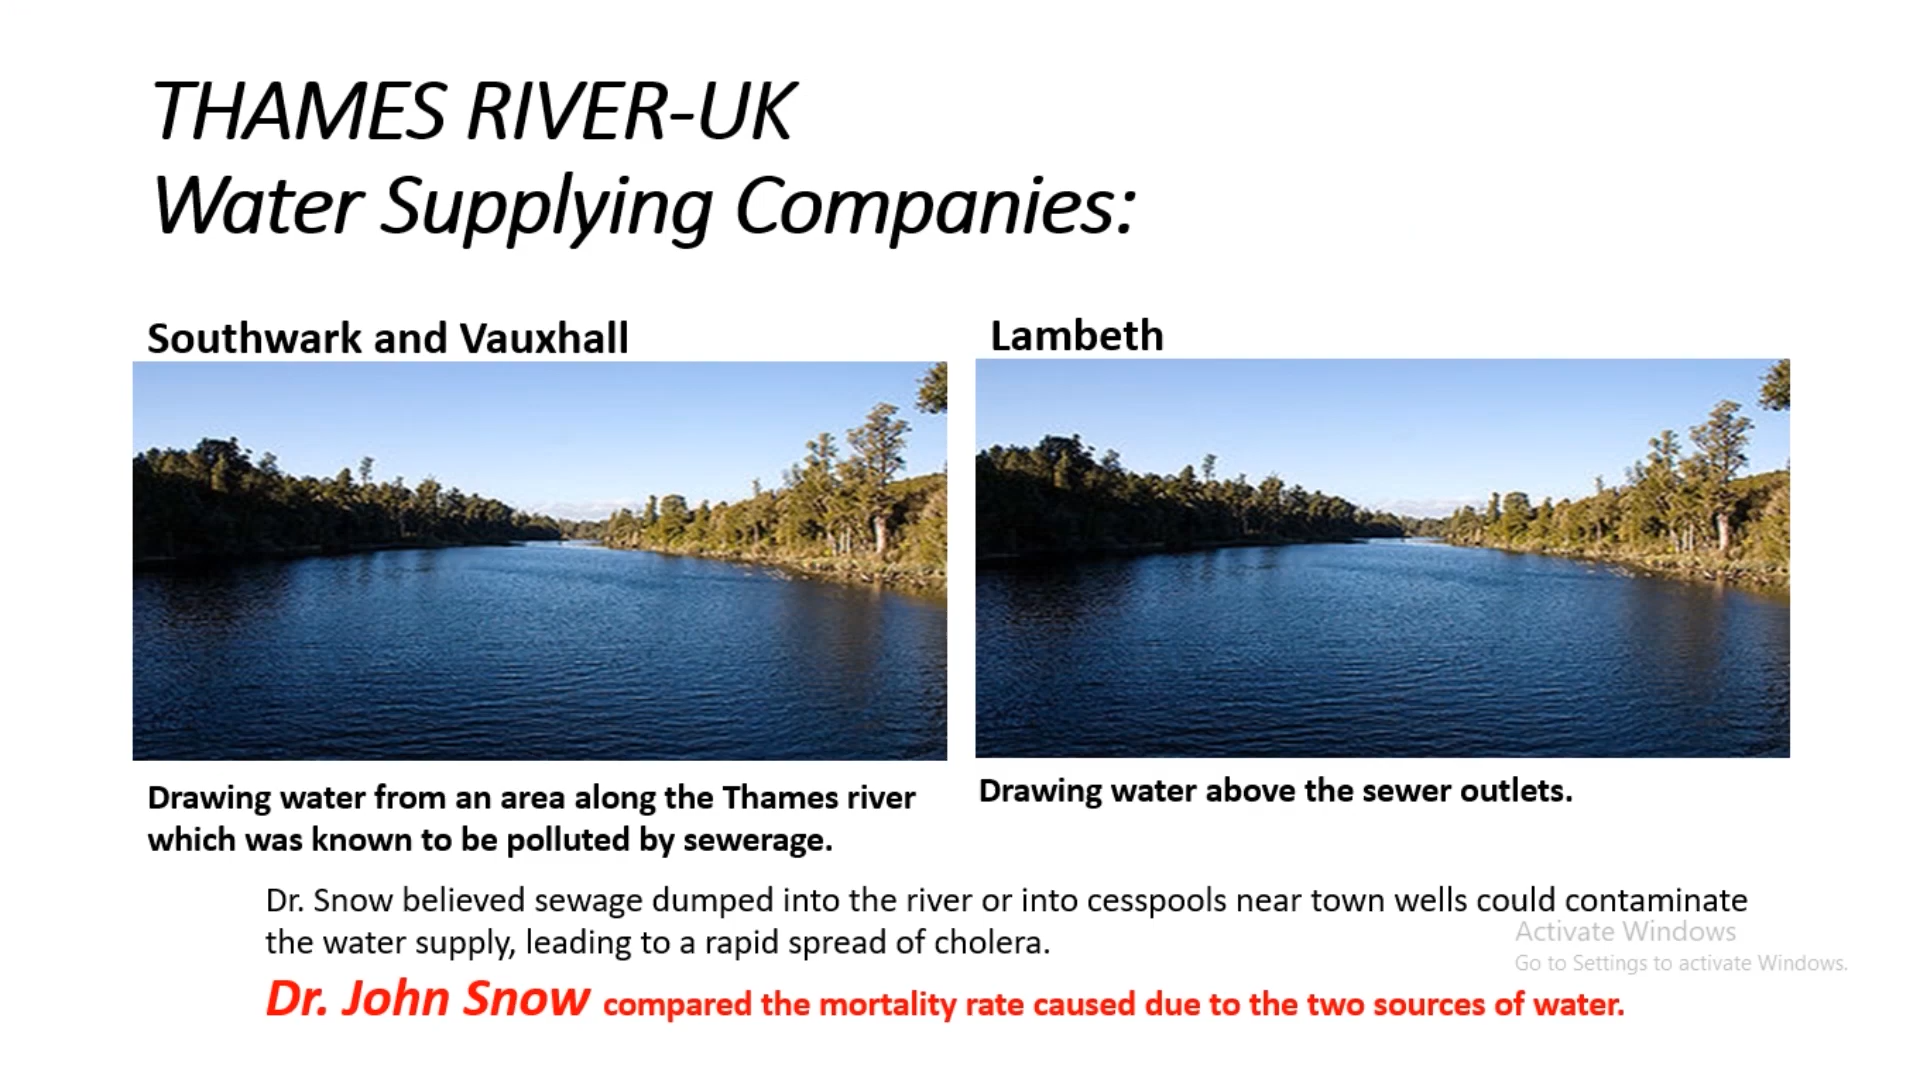 THAMES RIVER-UK
Water Supplying Companies:
Southwark and Vauxhall
Lambeth
Drawing water from an area along the Thames river
which was known to be polluted by sewerage.
Drawing water above the sewer outlets.
Dr. Snow believed sewage dumped into the river or into cesspools near town wells could contaminate
the water supply, leading to a rapid spread of cholera.
Activate Windows
Go to Settings to activate Windows.
Dr. John Snow compared the mortality rate caused due to the two sources of water.